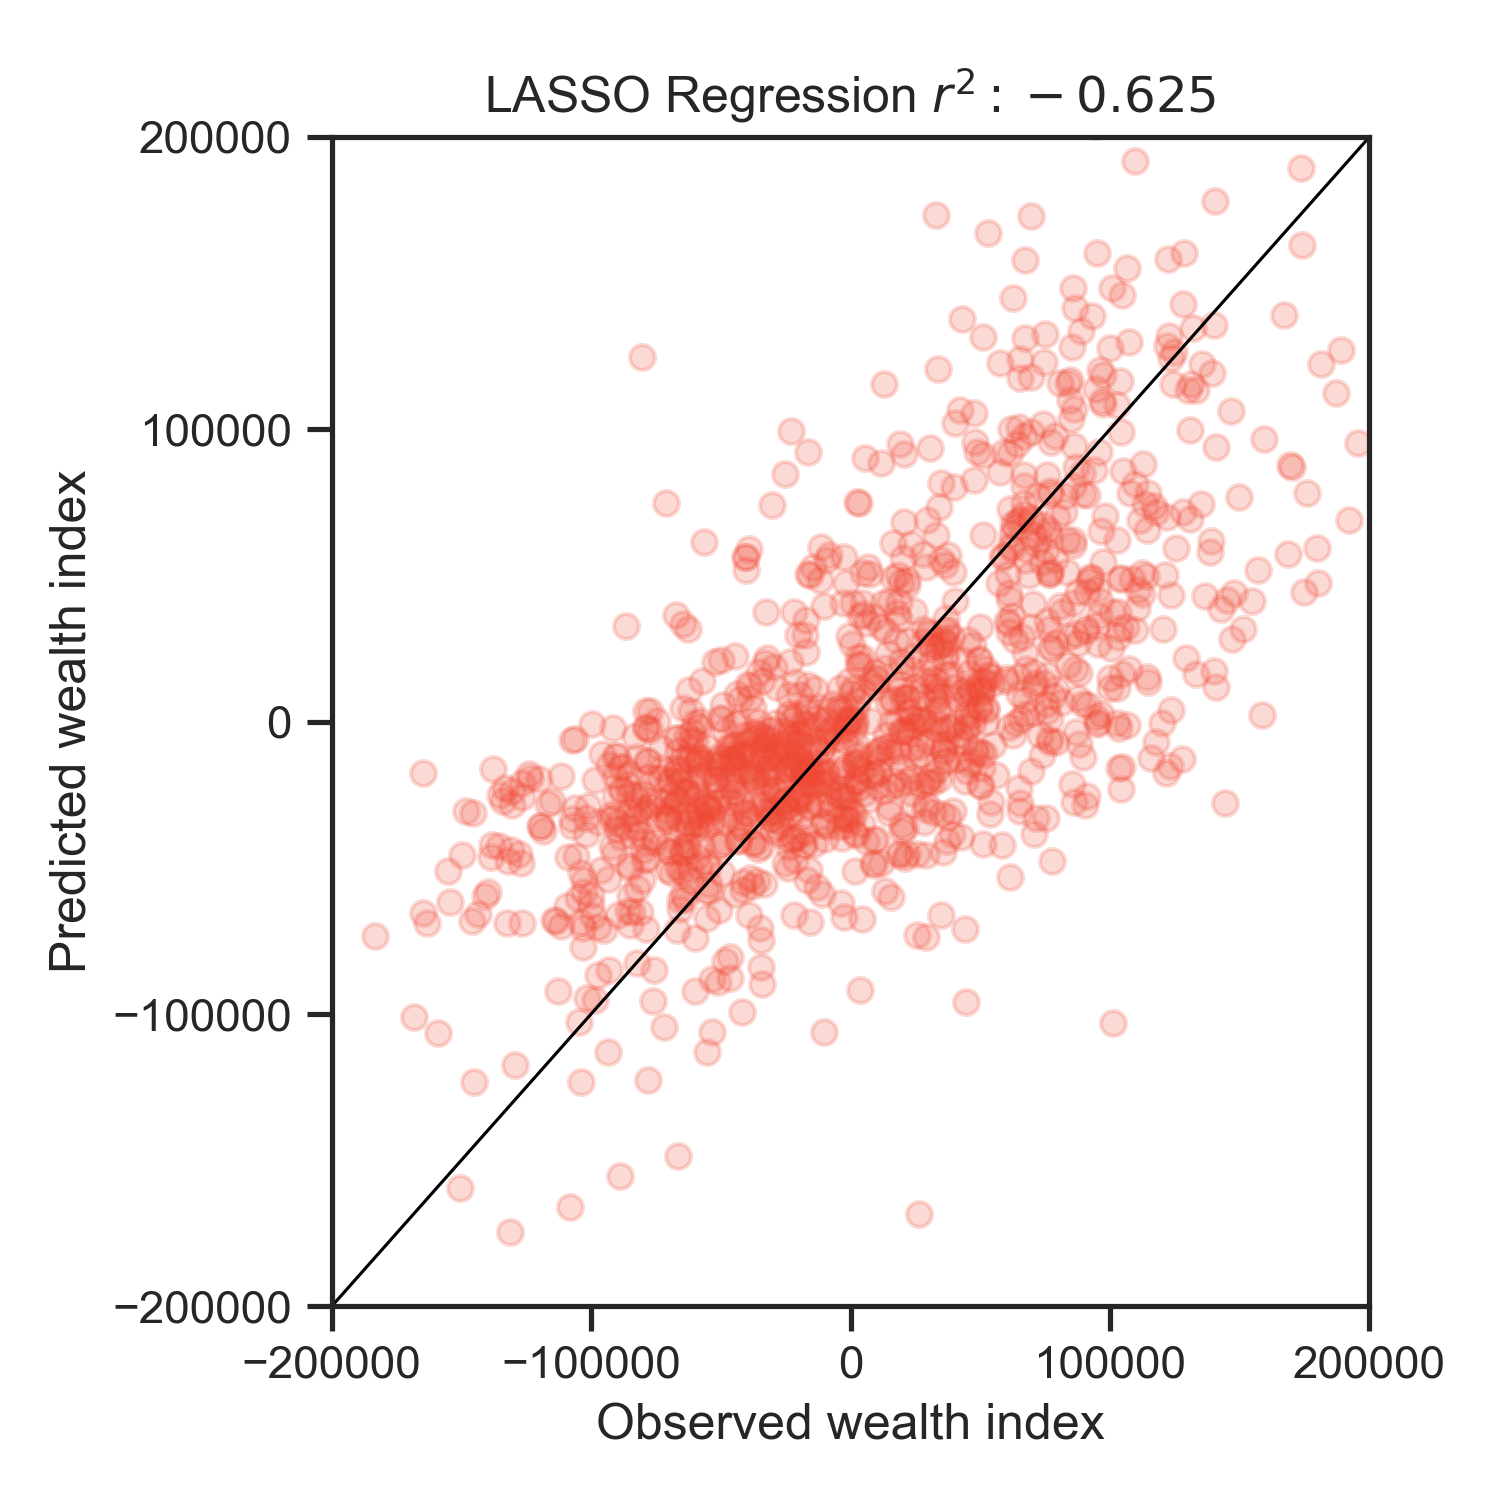 LASSO Regression r²: −0.625
200000
100000
0
−100000
−200000
Predicted wealth index
−200000 −100000 0 100000 200000
Observed wealth index